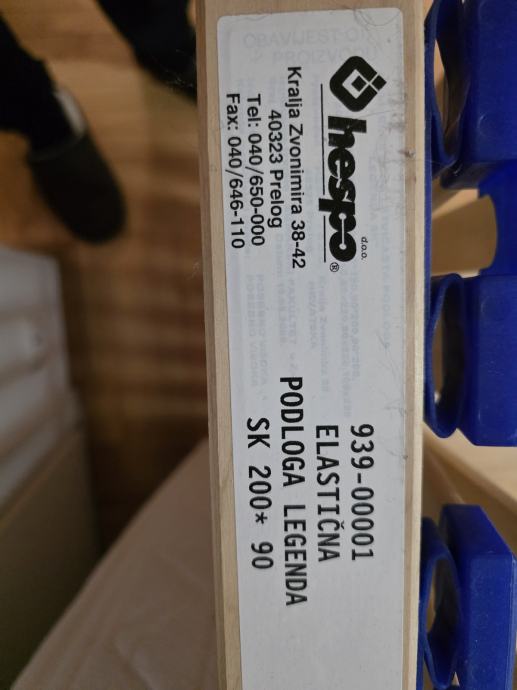 hespo d.o.o. ®
Kralja Zvonimira 38-42
40323 Prelog
Tel: 040/650-000
Fax: 040/646-110
939-00001
ELASTIČNA
PODLOGA LEGENDA
SK 200* 90